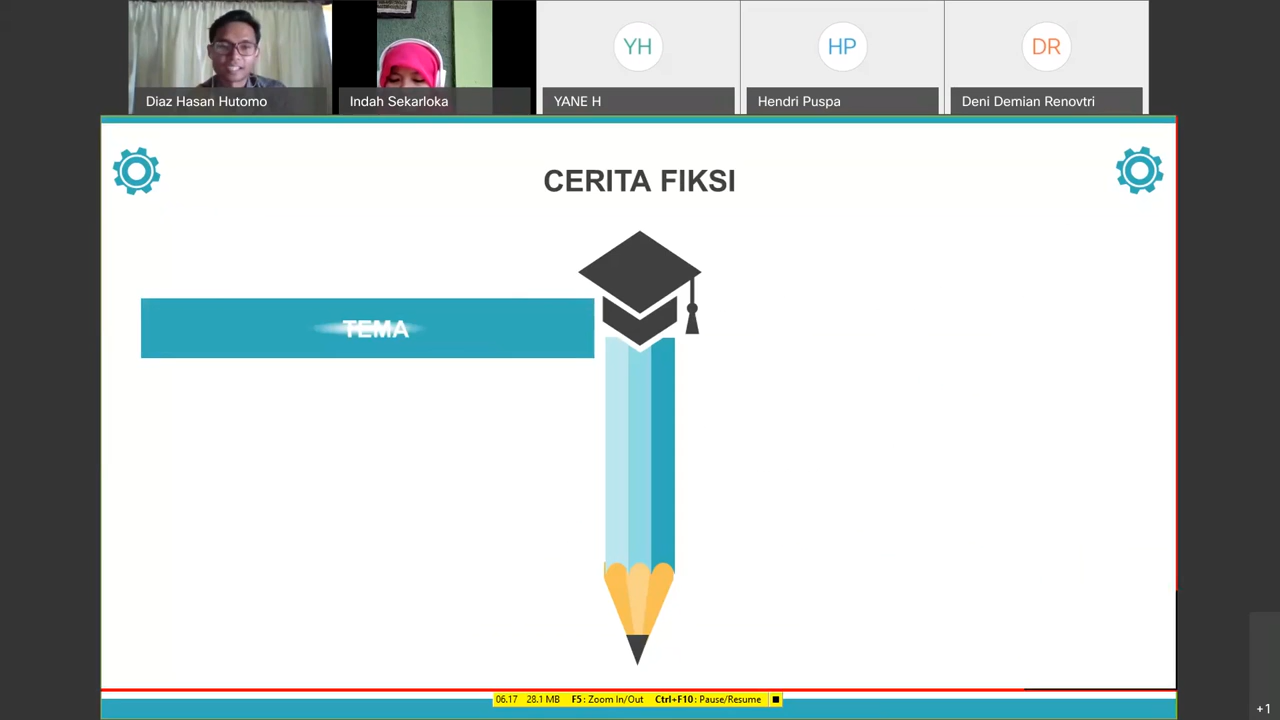 YH
HP
DR
Diaz Hasan Hutomo
Indah Sekarloka
YANE H
Hendri Puspa
Deni Demian Renovtri
CERITA FIKSI
TEMA
06.17 28.1 MB F5 : Zoom In/Out Ctrl+F10 : Pause/Resume
+1